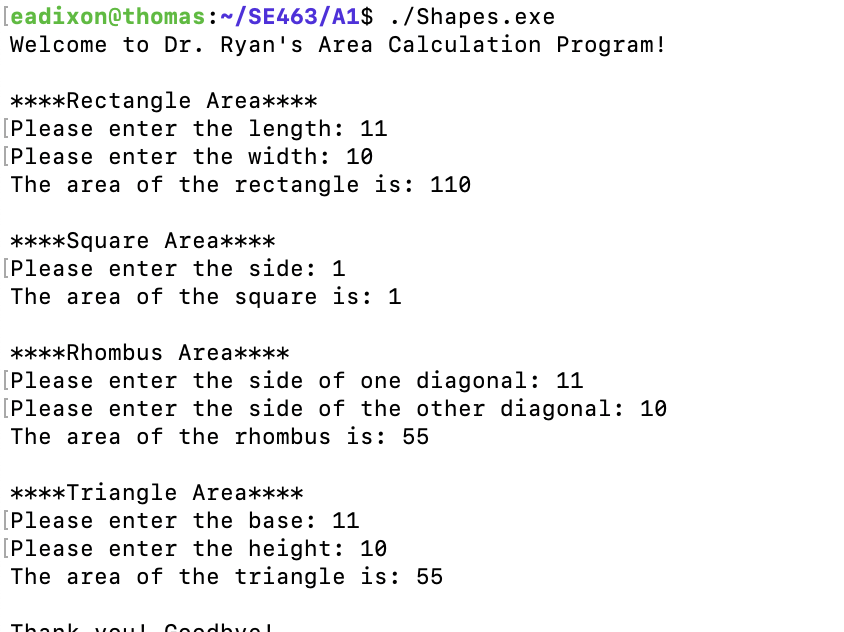 [eadixon@thomas:~/SE463/A1$ ./Shapes.exe
Welcome to Dr. Ryan's Area Calculation Program!
****Rectangle Area****
[Please enter the length: 11
[Please enter the width: 10
The area of the rectangle is: 110
****Square Area****
[Please enter the side: 1
The area of the square is: 1
****Rhombus Area****
[Please enter the side of one diagonal: 11
[Please enter the side of the other diagonal: 10
The area of the rhombus is: 55
****Triangle Area****
[Please enter the base: 11
[Please enter the height: 10
The area of the triangle is: 55
Thank you! Goodbye!